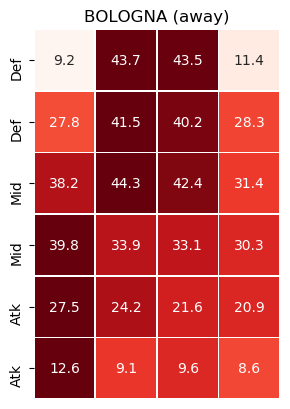 BOLOGNA (away)
Def 9.2 43.7 43.5 11.4
Def 27.8 41.5 40.2 28.3
Mid 38.2 44.3 42.4 31.4
Mid 39.8 33.9 33.1 30.3
Atk 27.5 24.2 21.6 20.9
Atk 12.6 9.1 9.6 8.6